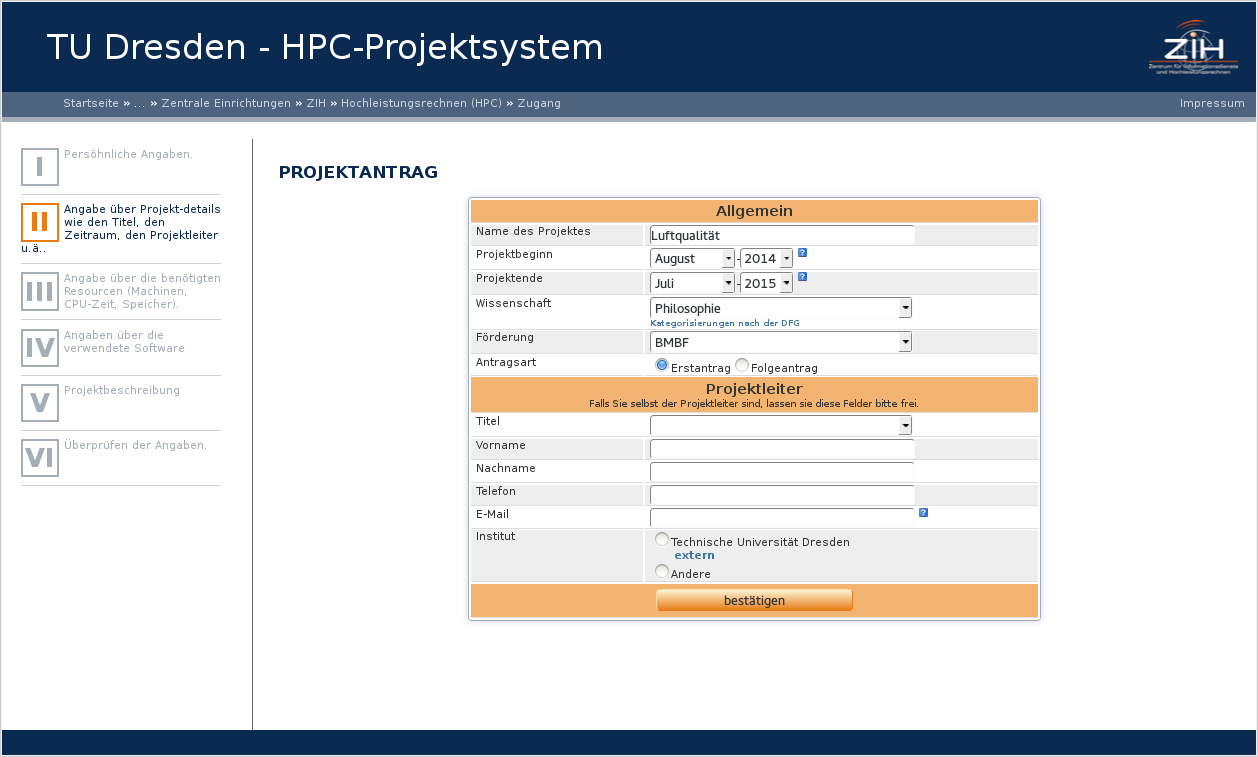 TU Dresden - HPC-Projektsystem
ZIH
Zentrum für Informationsdienste
und Hochleistungsrechnen
Startseite » ... » Zentrale Einrichtungen » ZIH » Hochleistungsrechnen (HPC) » Zugang
Impressum
I
Persöhnliche Angaben.
II
Angabe über Projekt-details
wie den Titel, den
Zeitraum, den Projektleiter
u.ä..
III
Angabe über die benötigten
Resourcen (Machinen,
CPU-Zeit, Speicher).
IV
Angaben über die
verwendete Software
V
Projektbeschreibung
VI
Überprüfen der Angaben.
PROJEKTANTRAG
Allgemein
Name des Projektes Luftqualität
Projektbeginn August - 2014 ?
Projektende Juli - 2015 ?
Wissenschaft Philosophie
Kategorisierungen nach der DFG
Förderung BMBF
Antragsart Erstantrag Folgeantrag
Projektleiter
Falls Sie selbst der Projektleiter sind, lassen sie diese Felder bitte frei.
Titel
Vorname
Nachname
Telefon
E-Mail ?
Institut Technische Universität Dresden
extern
Andere
bestätigen